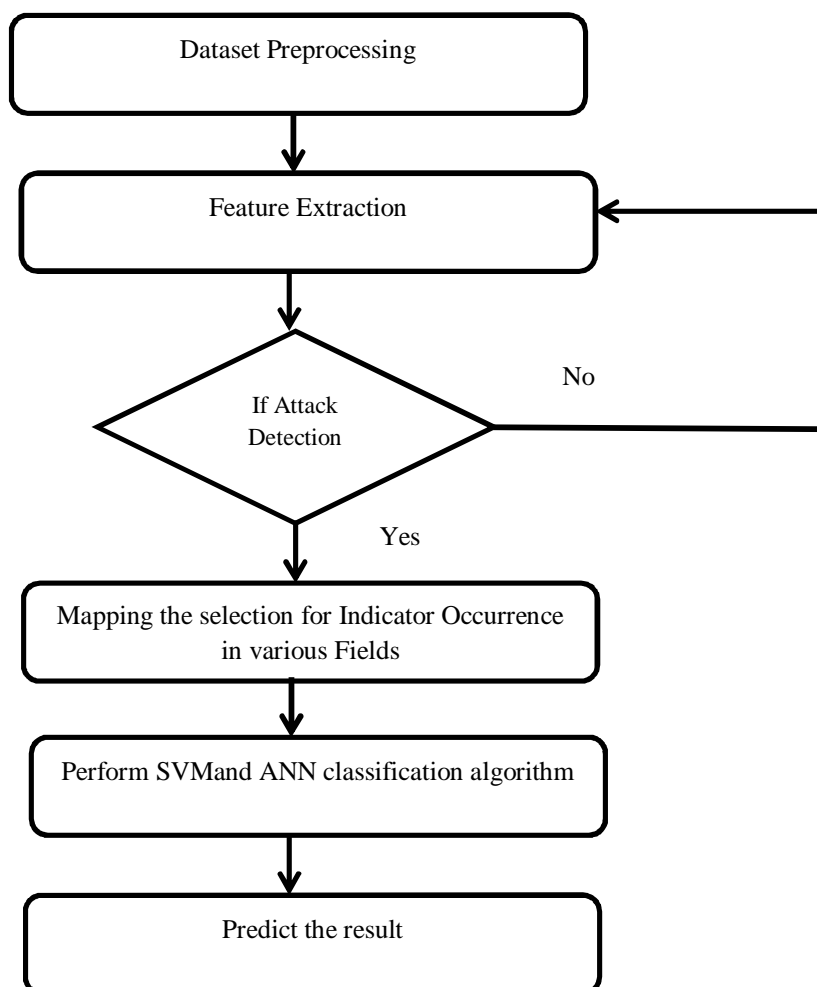 Dataset Preprocessing
Feature Extraction
No
If Attack
Detection
Yes
Mapping the selection for Indicator Occurrence
in various Fields
Perform SVMand ANN classification algorithm
Predict the result